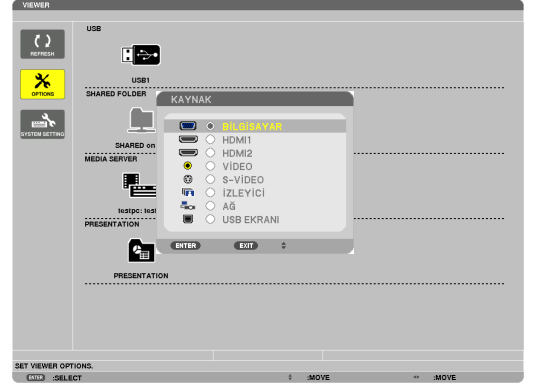 VIEWER
USB
REFRESH
USB1
OPTIONS
SHARED FOLDER
KAYNAK
BİLGİSAYAR
SYSTEM SETTING
HDMI1
SHARED on
HDMI2
MEDIA SERVER
VİDEO
S-VİDEO
İZLEYİCİ
AĞ
USB EKRANI
PRESENTATION
ENTER
EXIT
PRESENTATION
SET VIEWER OPTIONS.
ENTER :SELECT :MOVE :MOVE